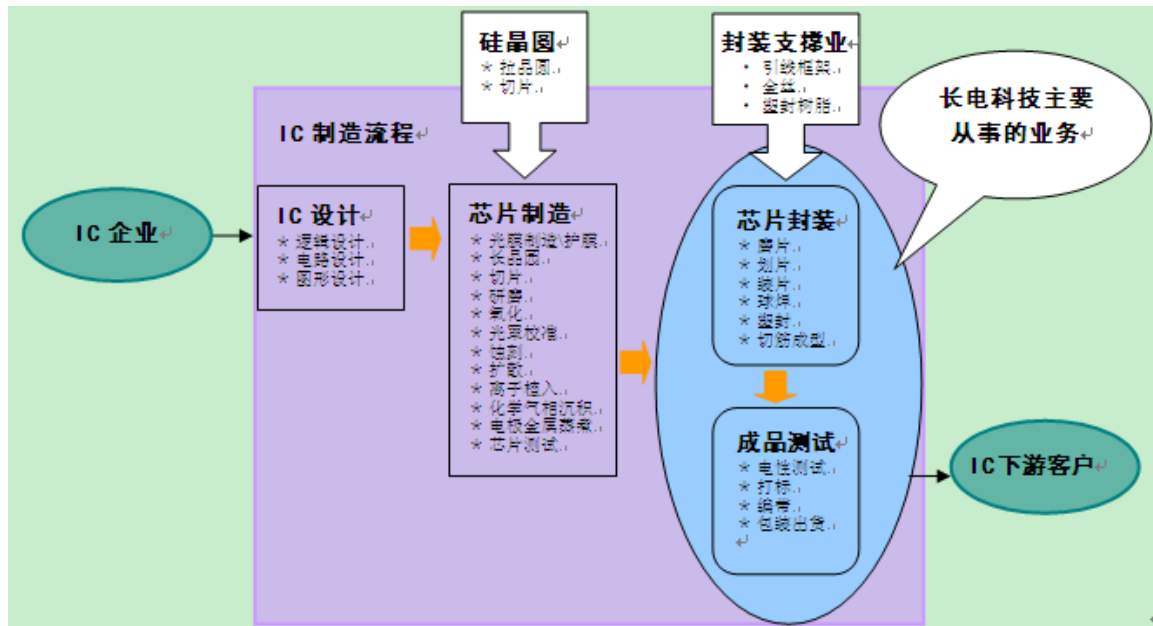 硅晶圆
* 拉晶圆
* 切片
封装支撑业
• 引线框架
• 金丝
• 塑封树脂
长电科技主要
从事的业务
IC 制造流程
IC 企业
IC 设计
* 逻辑设计
* 电路设计
* 图形设计
芯片制造
* 光膜制造\护膜
* 长晶圆
* 切片
* 研磨
* 氧化
* 光罩校准
* 蚀刻
* 扩散
* 离子植入
* 化学气相沉积
* 电极金属蒸煮
* 芯片测试
芯片封装
* 磨片
* 划片
* 装片
* 球焊
* 塑封
* 切筋成型
成品测试
* 电性测试
* 打标
* 编带
* 包装出货
IC下游客户